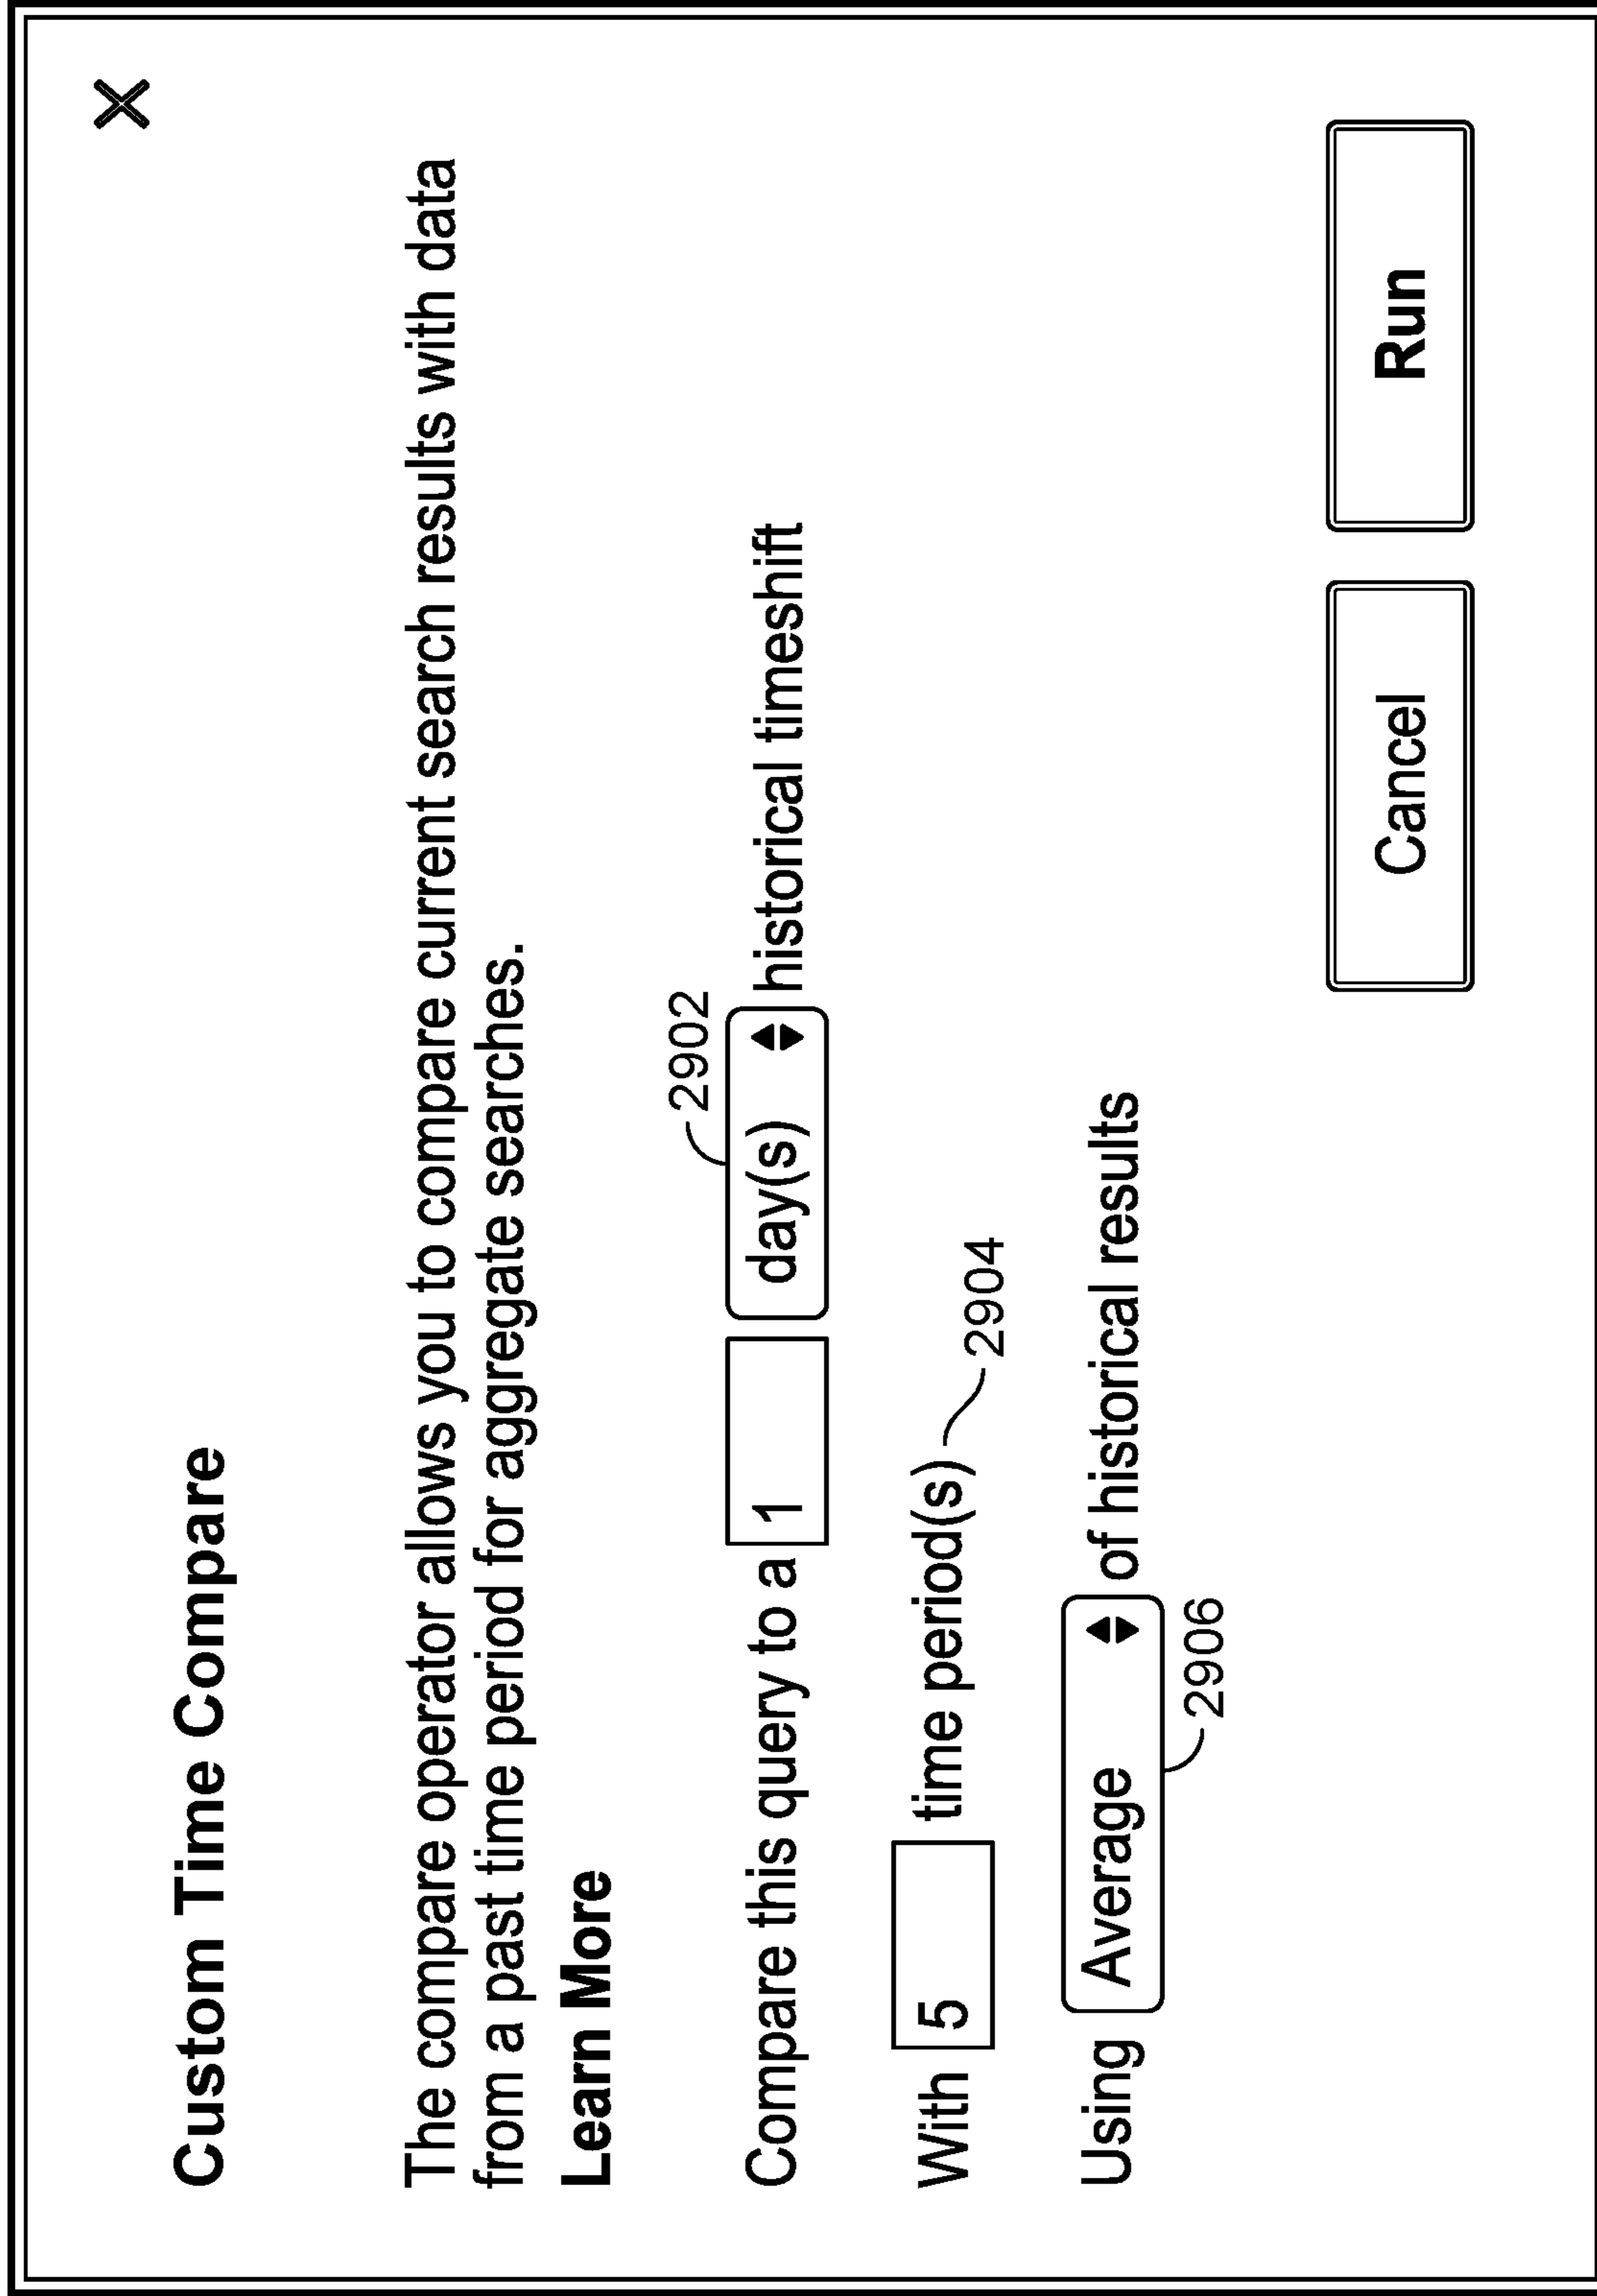 Custom Time Compare
The compare operator allows you to compare current search results with data
from a past time period for aggregate searches.
Learn More
2902
Compare this query to a 1 day(s) historical timeshift
With 5 time period(s) 2904
Using Average of historical results
2906
Cancel Run